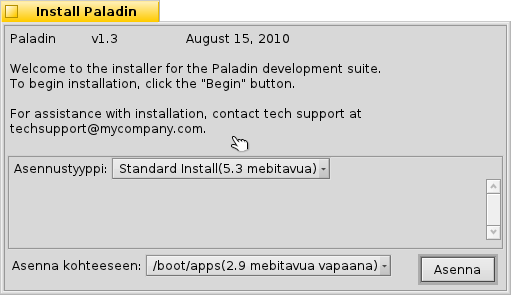 Install Paladin
Paladin v1.3 August 15, 2010
Welcome to the installer for the Paladin development suite.
To begin installation, click the "Begin" button.
For assistance with installation, contact tech support at
techsupport@mycompany.com.
Asennustyyppi: Standard Install(5.3 mebitavua)
Asenna kohteeseen: /boot/apps(2.9 mebitavua vapaana) Asenna